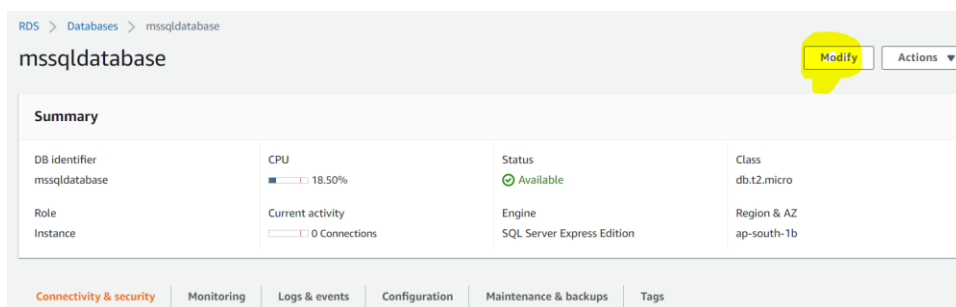 RDS > Databases > mssqldatabase
mssqldatabase
Modify
Actions ▼
Summary
DB identifier
CPU
Status
Class
mssqldatabase
18.50%
Available
db.t2.micro
Role
Current activity
Engine
Region & AZ
Instance
0 Connections
SQL Server Express Edition
ap-south-1b
Connectivity & security
Monitoring
Logs & events
Configuration
Maintenance & backups
Tags